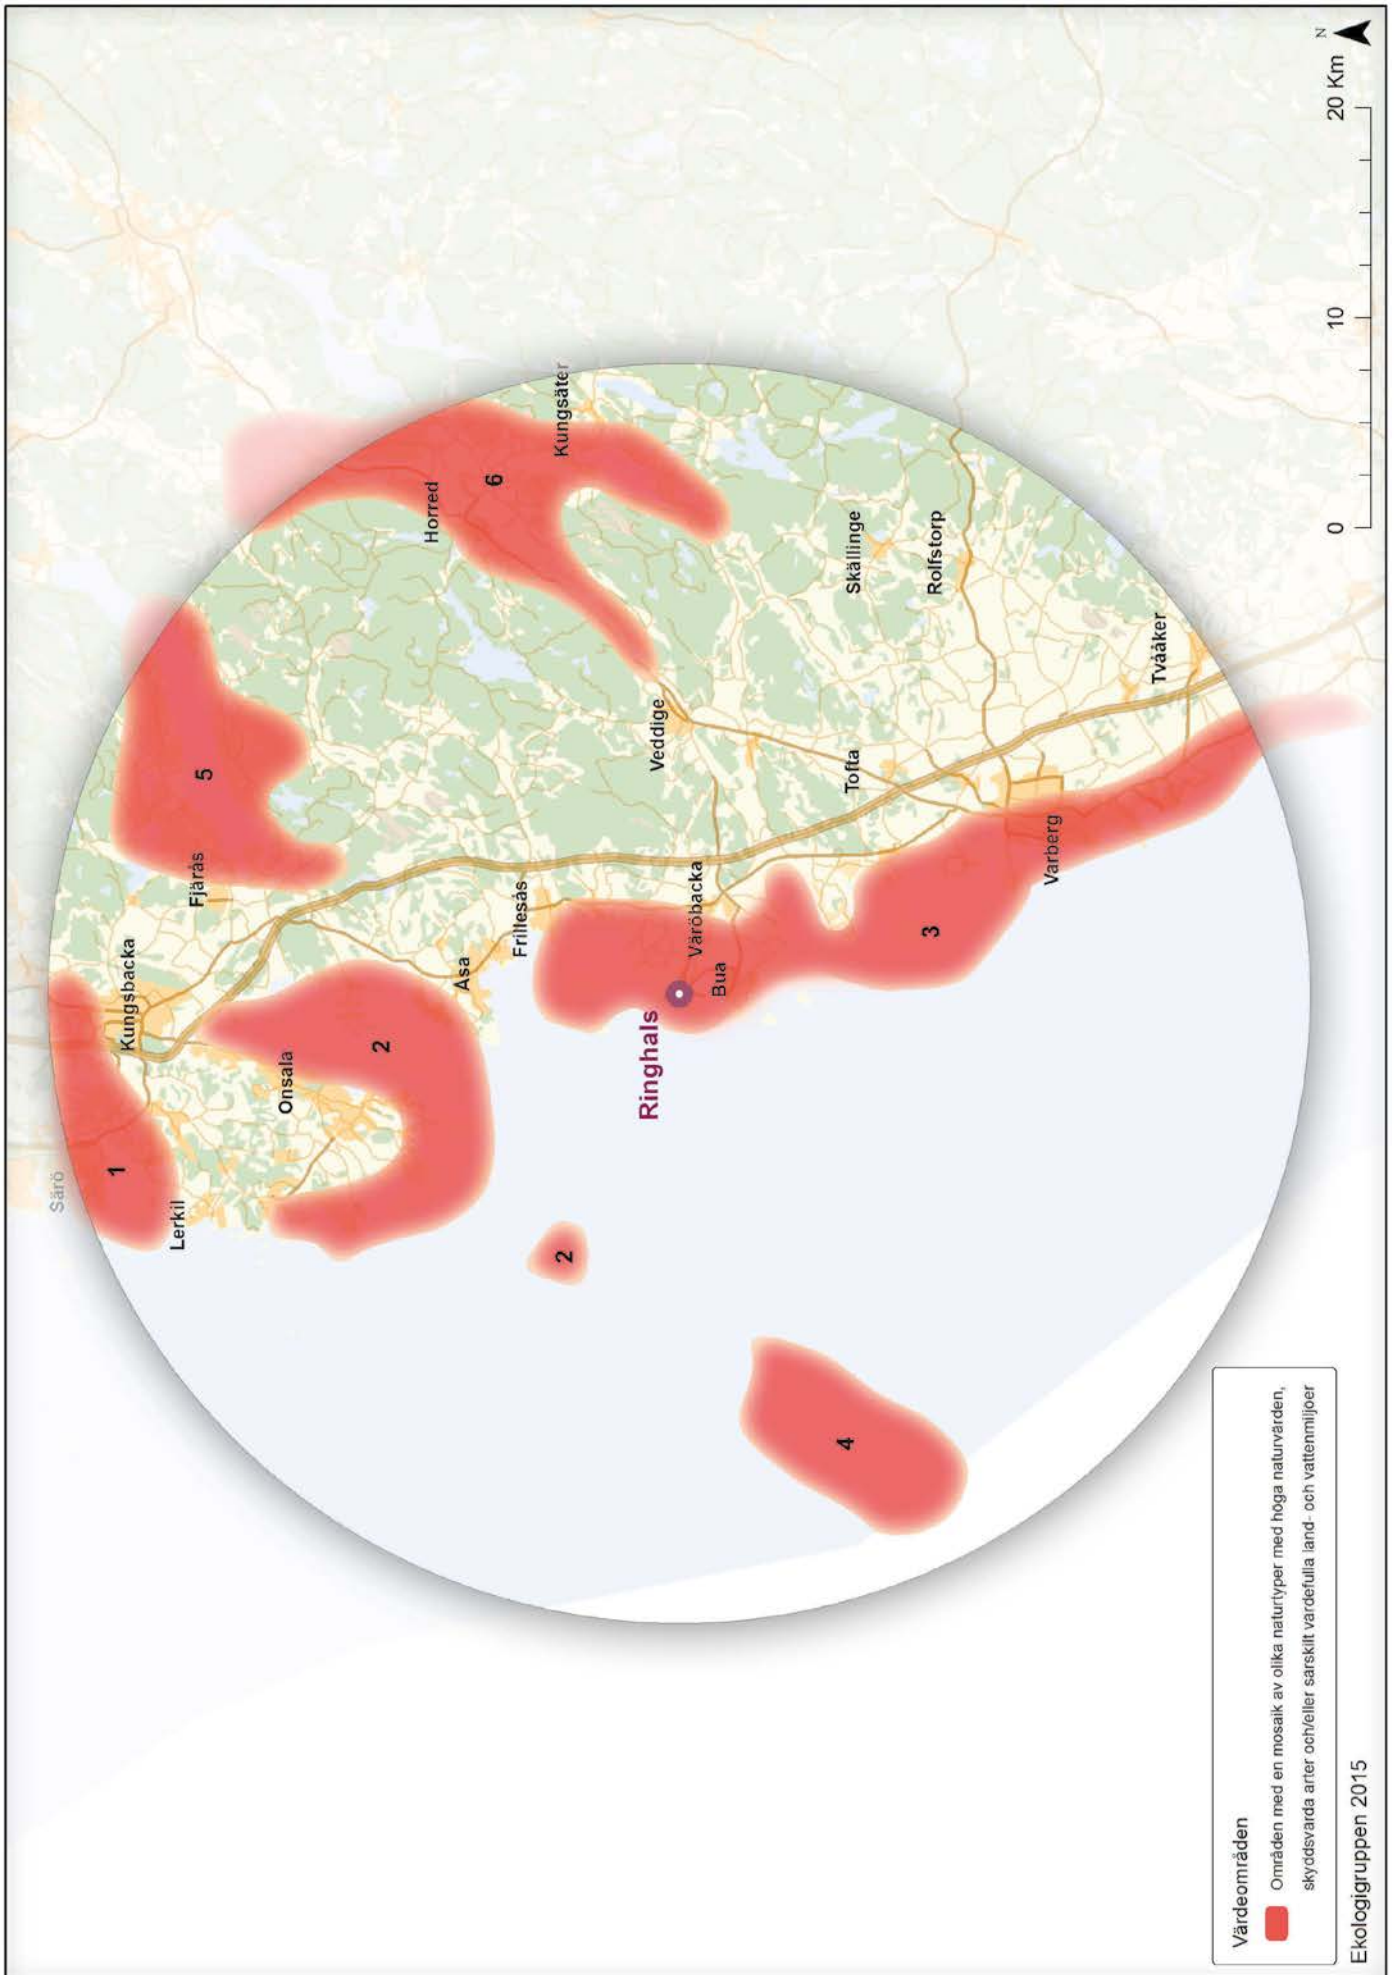 N
Särö
Kungsbacka
1
Lerkil
Fjärås
5
Onsala
2
Åsa
Horred
6
Kungsäter
Frillesås
2
Ringhals
Veddige
Väröbacka
Bua
4
Tofta
Skällinge
3
Rolfstorp
Varberg
Tvååker
0 10 20 Km
Värdeområden
Områden med en mosaik av olika naturtyper med höga naturvärden,
skyddsvärda arter och/eller särskilt värdefulla land- och vattenmiljöer
Ekologigruppen 2015